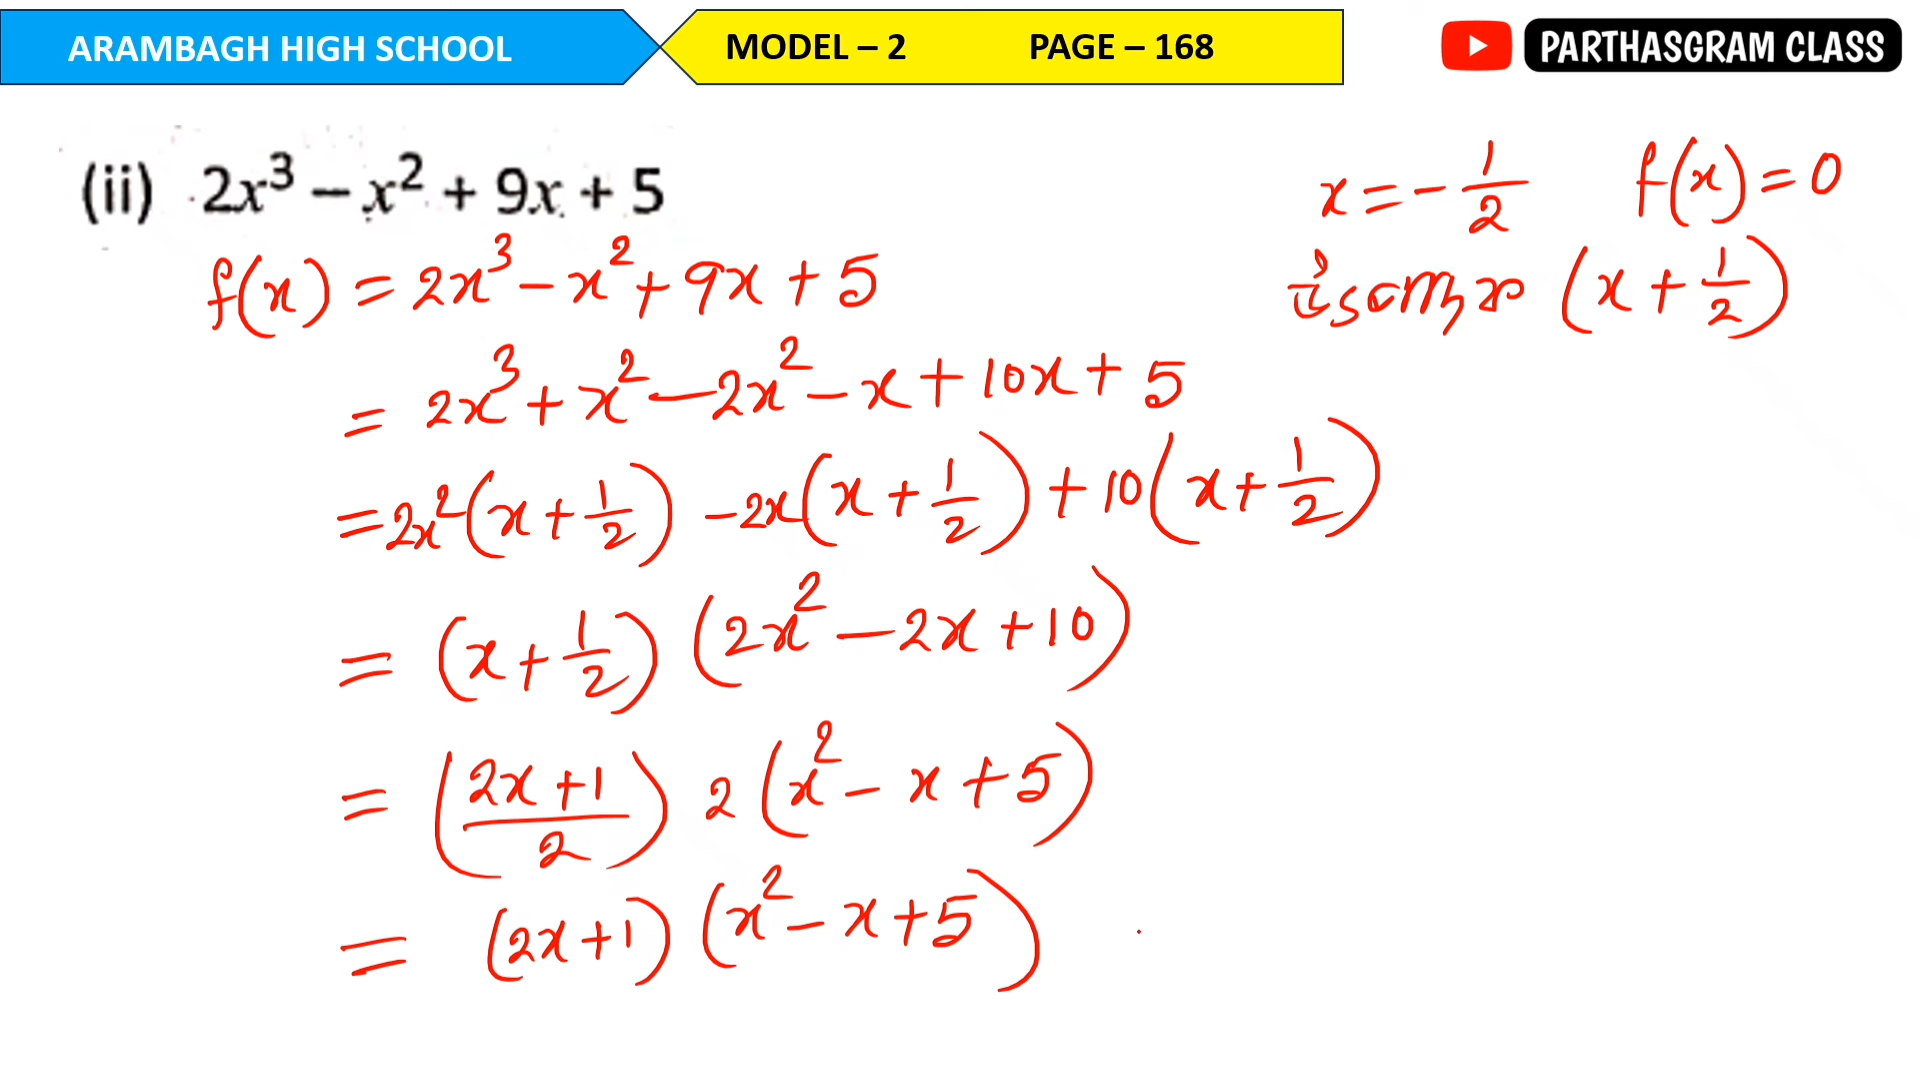 ARAMBAGH HIGH SCHOOL
MODEL – 2 PAGE – 168
PARTHASGRAM CLASS
(ii) 2x³ – x² + 9x + 5
x = -1/2 f(x) = 0
(x + 1/2)
f(x) = 2x³ - x² + 9x + 5
= 2x³ + x² - 2x² - x + 10x + 5
= 2x²(x + 1/2) - 2x(x + 1/2) + 10(x + 1/2)
= (x + 1/2) (2x² - 2x + 10)
= ((2x + 1)/2) 2(x² - x + 5)
= (2x + 1) (x² - x + 5)